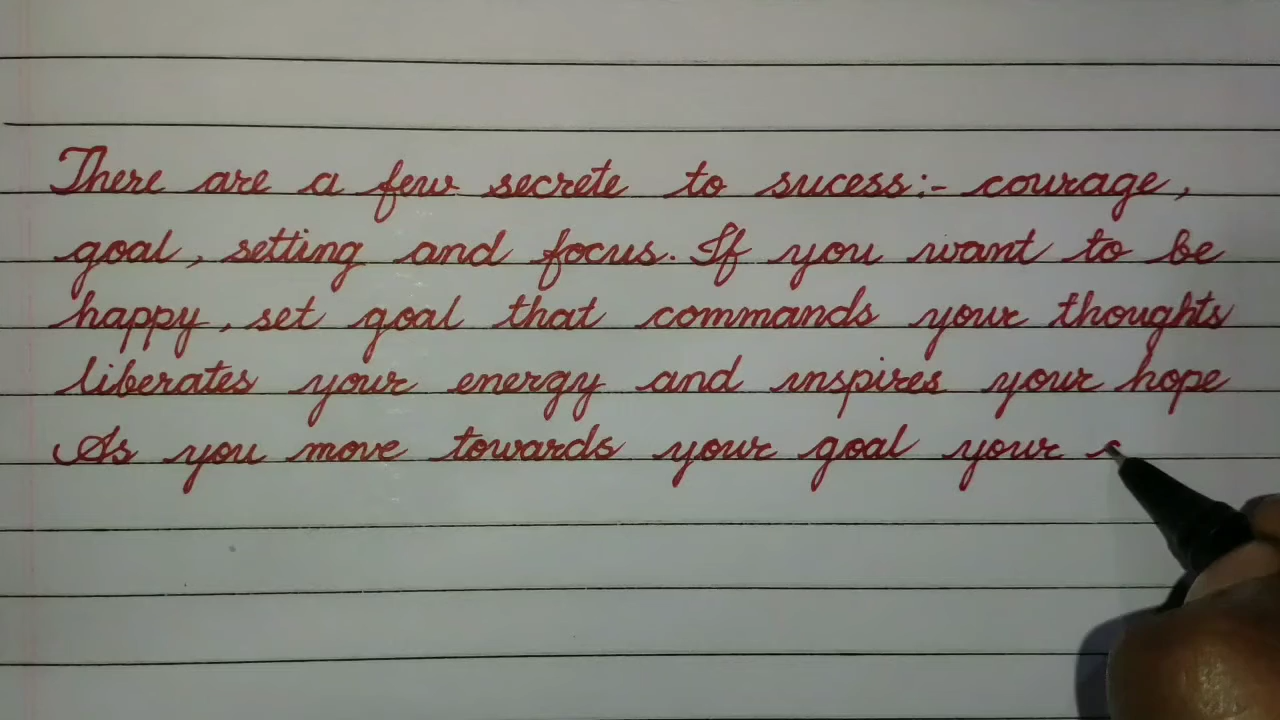 There are a few secrete to sucess:- courage,
goal, setting and focus. If you want to be
happy, set goal that commands your thoughts
liberates your energy and inspires your hope
As you move towards your goal your